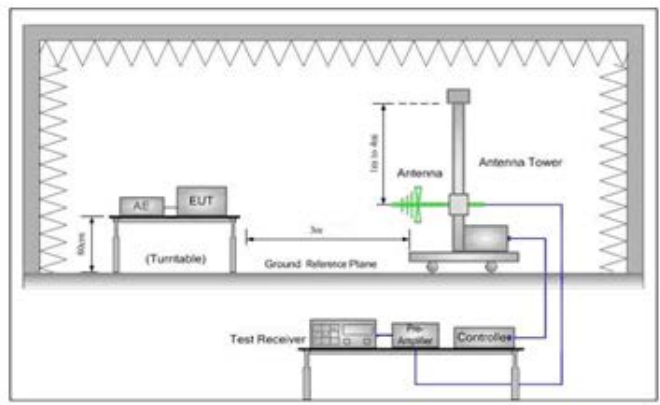 1m to 4m
Antenna
Antenna Tower
AE
EUT
80cm
3m
(Turntable)
Ground Reference Plane
Test Receiver
Pre-
Amplifier
Controller